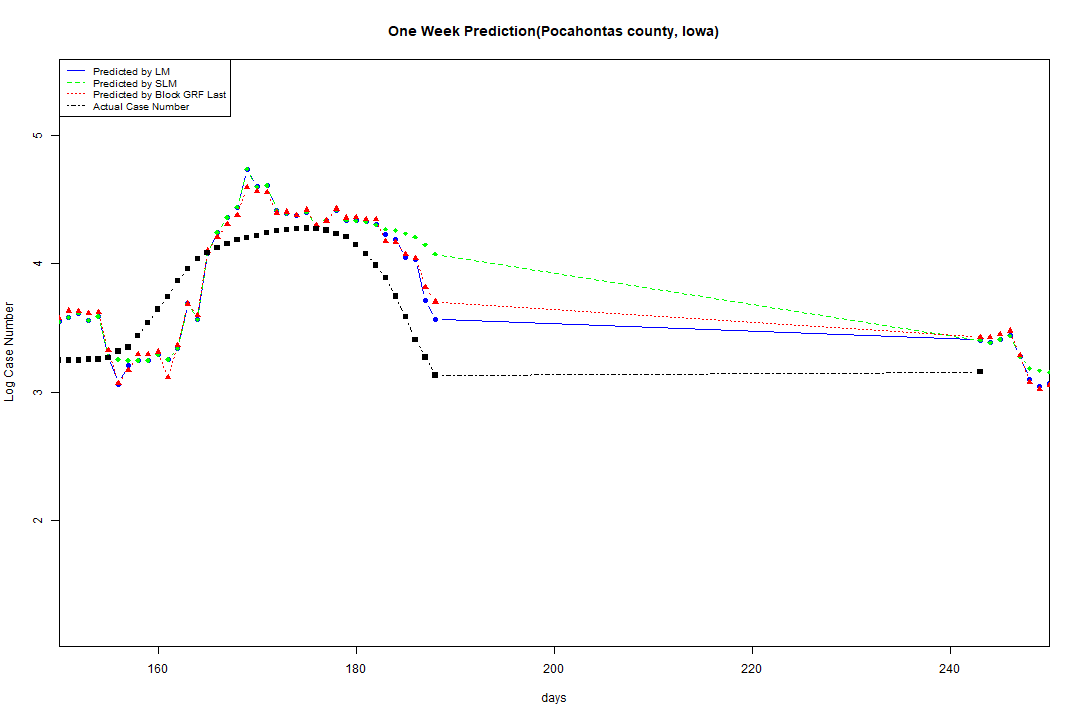 One Week Prediction(Pocahontas county, Iowa)
Predicted by LM
Predicted by SLM
Predicted by Block GRF Last
Actual Case Number
5
4
3
2
Log Case Number
160 180 200 220 240
days